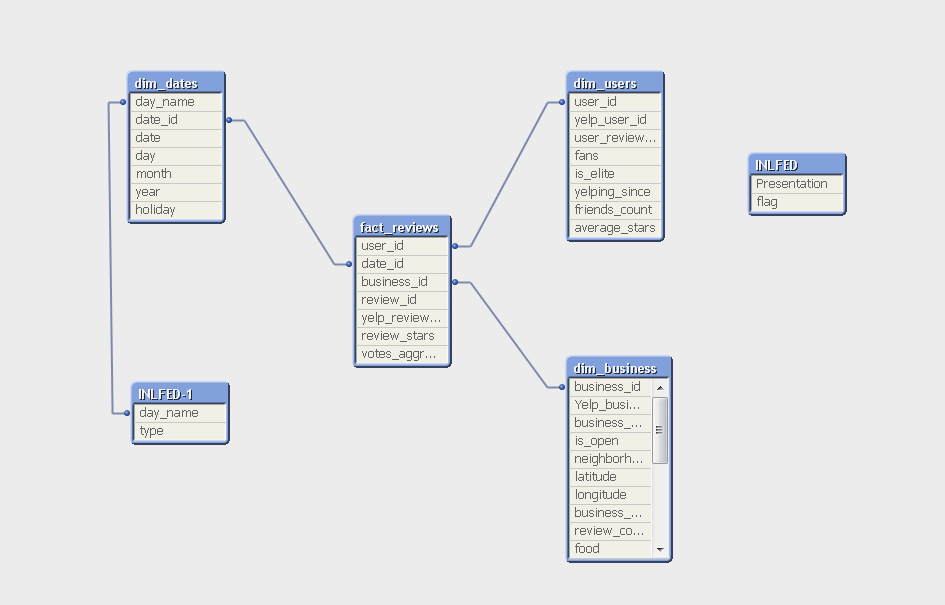 dim_dates
day_name
date_id
date
day
month
year
holiday
dim_users
user_id
yelp_user_id
user_review...
fans
is_elite
yelping_since
friends_count
average_stars
INLFED
Presentation
flag
fact_reviews
user_id
date_id
business_id
review_id
yelp_review...
review_stars
votes_aggr...
INLFED-1
day_name
type
dim_business
business_id
Yelp_busi...
business_...
is_open
neighborh...
latitude
longitude
business_...
review_co...
food